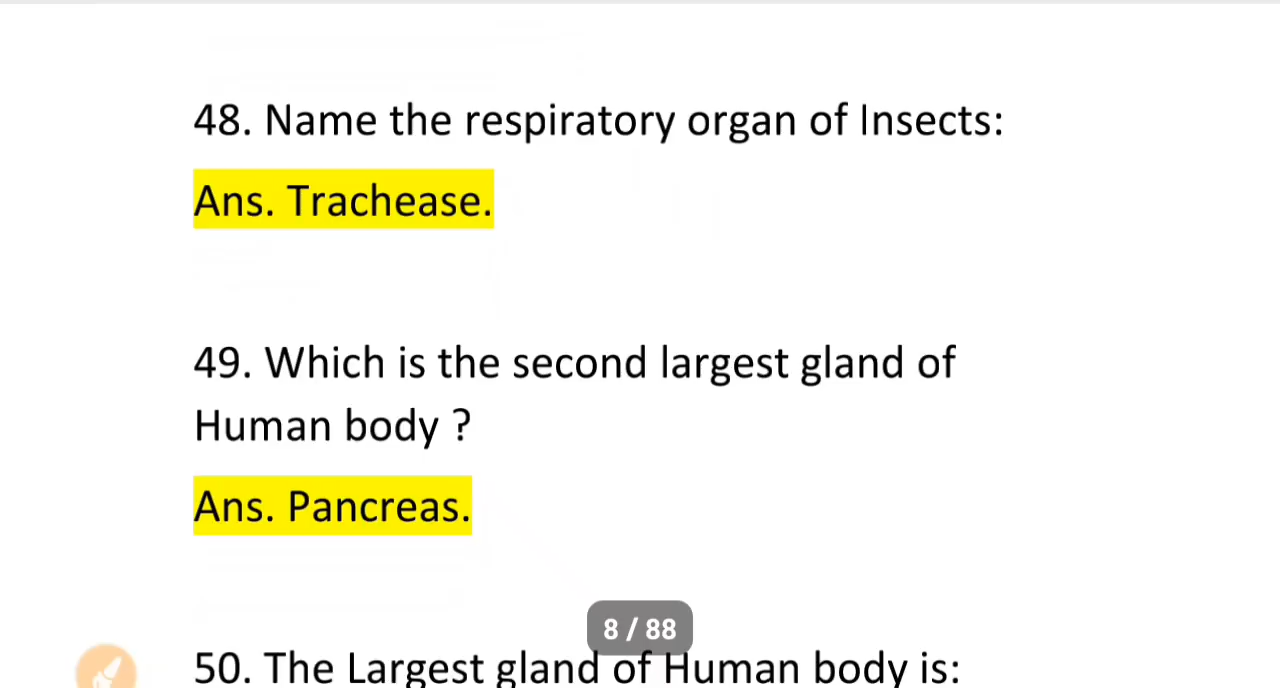 48. Name the respiratory organ of Insects:
Ans. Trachease.
49. Which is the second largest gland of
Human body ?
Ans. Pancreas.
8 / 88
50. The Largest gland of Human body is: